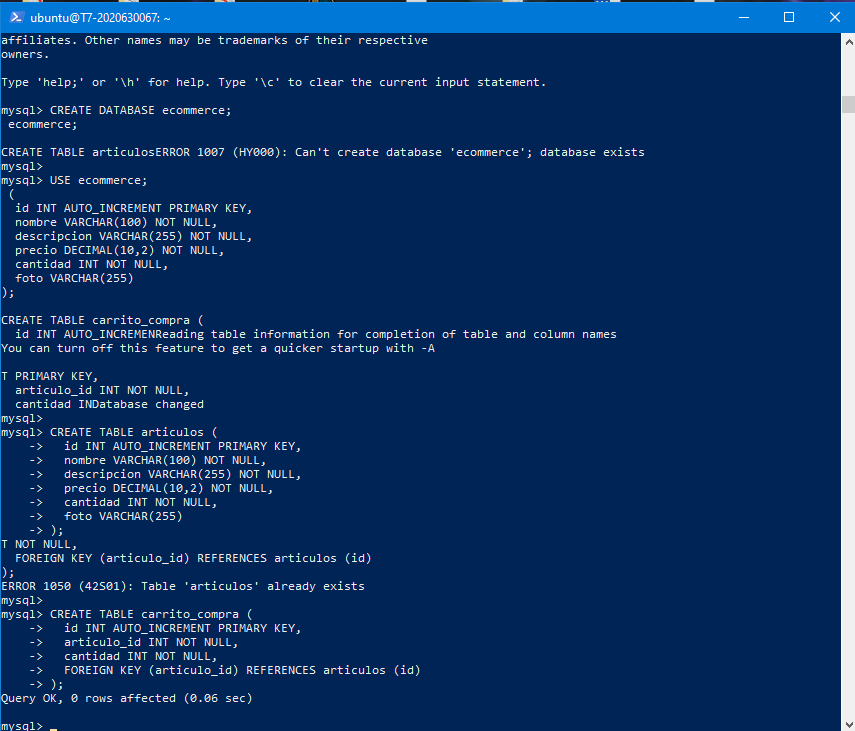 ubuntu@T7-2020630067: ~
affiliates. Other names may be trademarks of their respective
owners.
Type 'help;' or '\h' for help. Type '\c' to clear the current input statement.
mysql> CREATE DATABASE ecommerce;
 ecommerce;
CREATE TABLE articulosERROR 1007 (HY000): Can't create database 'ecommerce'; database exists
mysql>
mysql> USE ecommerce;
 (
  id INT AUTO_INCREMENT PRIMARY KEY,
  nombre VARCHAR(100) NOT NULL,
  descripcion VARCHAR(255) NOT NULL,
  precio DECIMAL(10,2) NOT NULL,
  cantidad INT NOT NULL,
  foto VARCHAR(255)
);
CREATE TABLE carrito_compra (
  id INT AUTO_INCREMENReading table information for completion of table and column names
You can turn off this feature to get a quicker startup with -A
T PRIMARY KEY,
  articulo_id INT NOT NULL,
  cantidad INDatabase changed
mysql>
mysql> CREATE TABLE articulos (
    ->   id INT AUTO_INCREMENT PRIMARY KEY,
    ->   nombre VARCHAR(100) NOT NULL,
    ->   descripcion VARCHAR(255) NOT NULL,
    ->   precio DECIMAL(10,2) NOT NULL,
    ->   cantidad INT NOT NULL,
    ->   foto VARCHAR(255)
    -> );
T NOT NULL,
  FOREIGN KEY (articulo_id) REFERENCES articulos (id)
);
ERROR 1050 (42S01): Table 'articulos' already exists
mysql>
mysql> CREATE TABLE carrito_compra (
    ->   id INT AUTO_INCREMENT PRIMARY KEY,
    ->   articulo_id INT NOT NULL,
    ->   cantidad INT NOT NULL,
    ->   FOREIGN KEY (articulo_id) REFERENCES articulos (id)
    -> );
Query OK, 0 rows affected (0.06 sec)
mysql> _